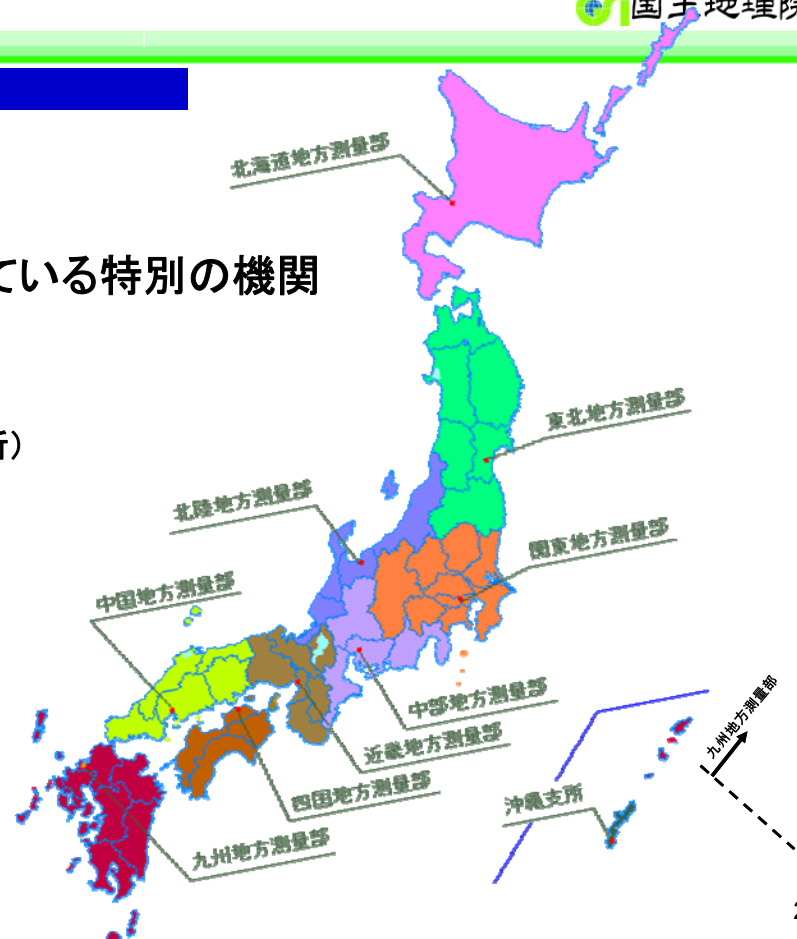 国土地理院
北海道地方測量部
ている特別の機関
東北地方測量部
所）
北陸地方測量部
関東地方測量部
中国地方測量部
中部地方測量部
九州地方測量部
近畿地方測量部
四国地方測量部
沖縄支所
九州地方測量部
2